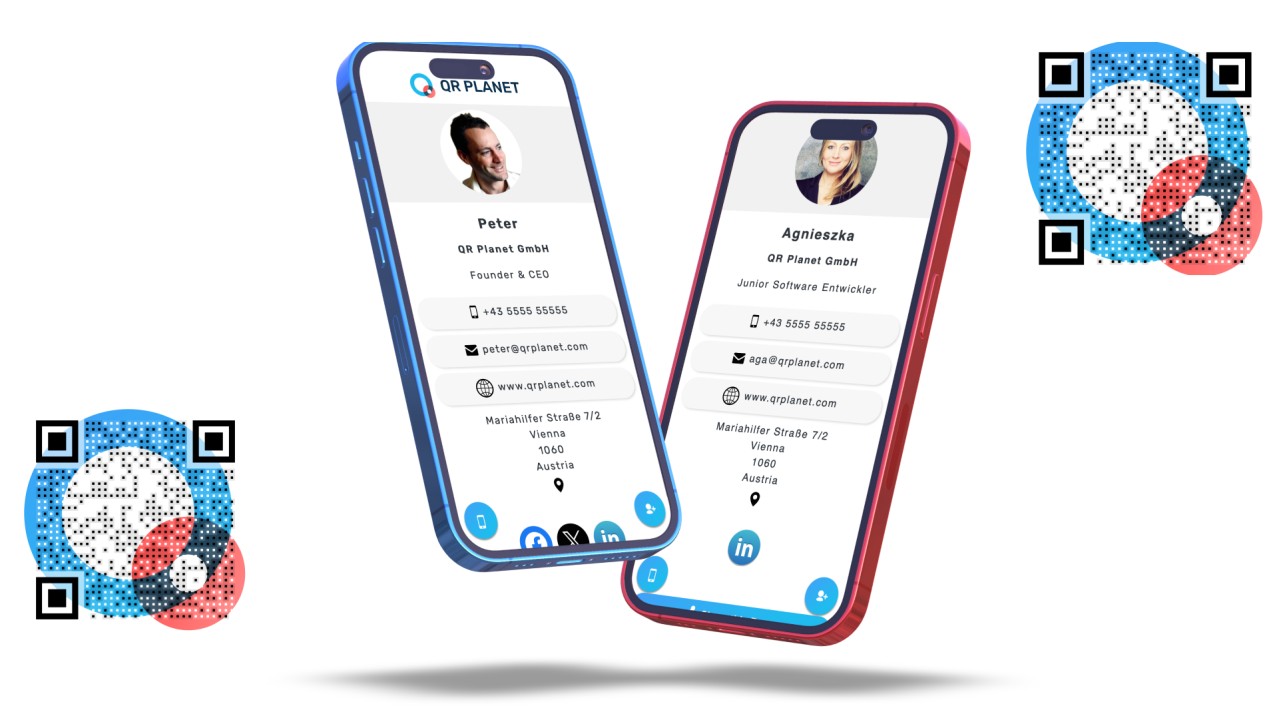 QR PLANET
Peter
QR Planet GmbH
Founder & CEO
+43 5555 55555
peter@qrplanet.com
www.qrplanet.com
Mariahilfer Straße 7/2
Vienna
1060
Austria
Agnieszka
QR Planet GmbH
Junior Software Entwickler
+43 5555 55555
aga@qrplanet.com
www.qrplanet.com
Mariahilfer Straße 7/2
Vienna
1060
Austria
in
in